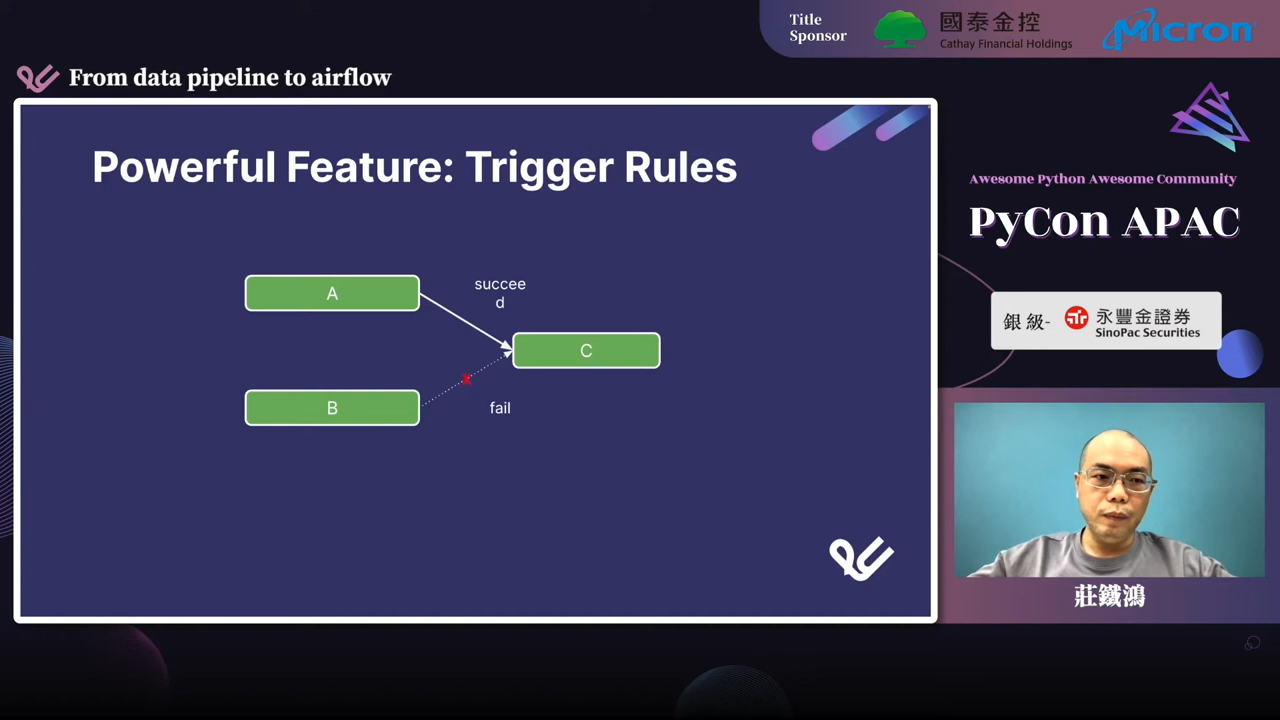 Title
Sponsor
國泰金控
Cathay Financial Holdings
Micron
From data pipeline to airflow
Powerful Feature: Trigger Rules
A
succee
d
C
x
B
fail
Awesome Python Awesome Community
PyCon APAC
銀級-
永豐金證券
SinoPac Securities
莊鐵鴻